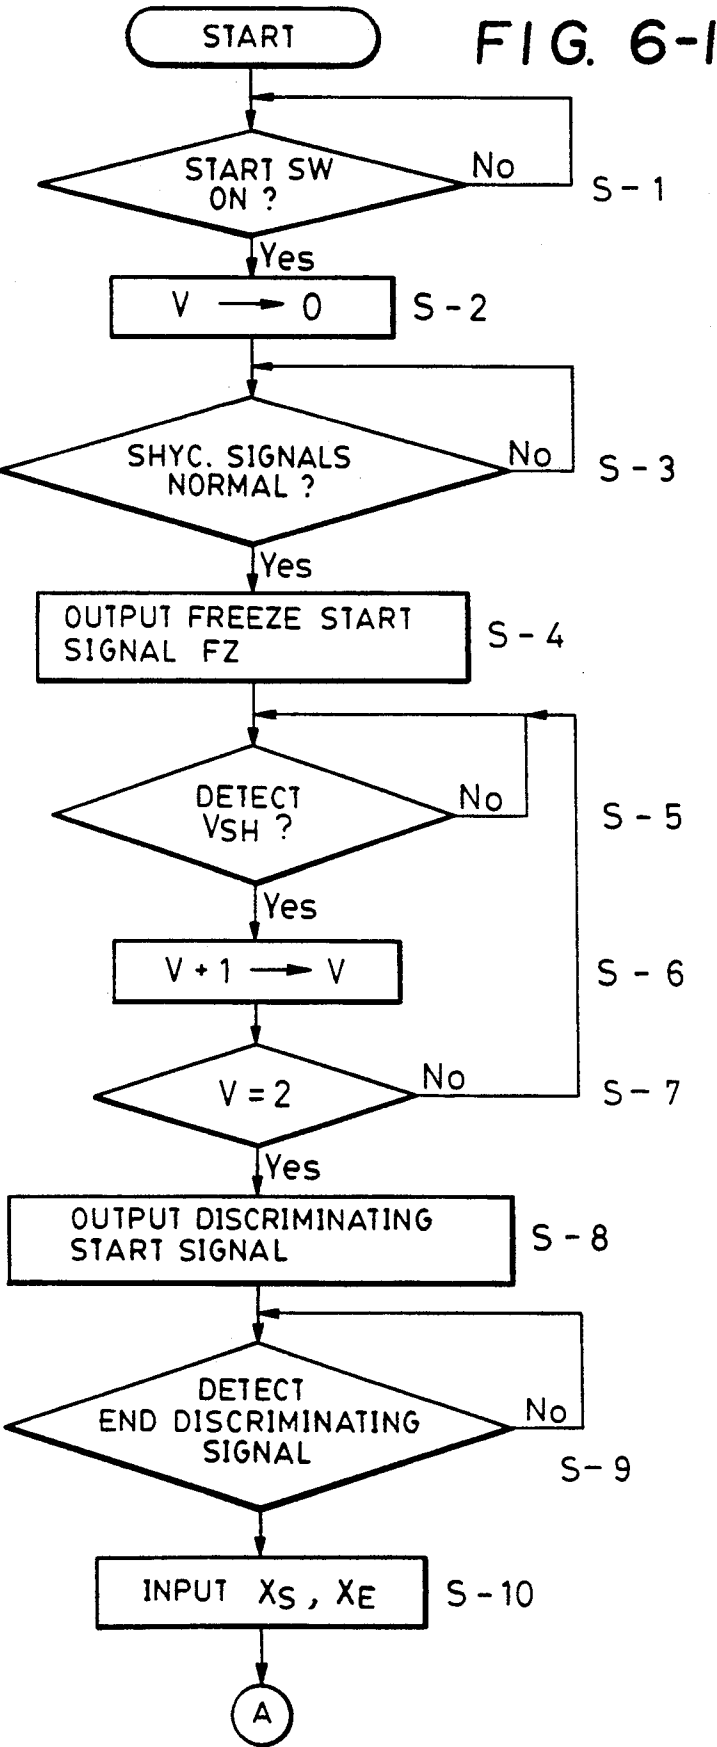 START
FIG. 6-1
START SW
ON ?
No
S-1
Yes
V → 0
S-2
SHYC. SIGNALS
NORMAL ?
No
S-3
Yes
OUTPUT FREEZE START
SIGNAL FZ
S-4
DETECT
VSH ?
No
S-5
Yes
V + 1 → V
S-6
V = 2
No
S-7
Yes
OUTPUT DISCRIMINATING
START SIGNAL
S-8
DETECT
END DISCRIMINATING
SIGNAL
No
S-9
INPUT XS , XE
S-10
A